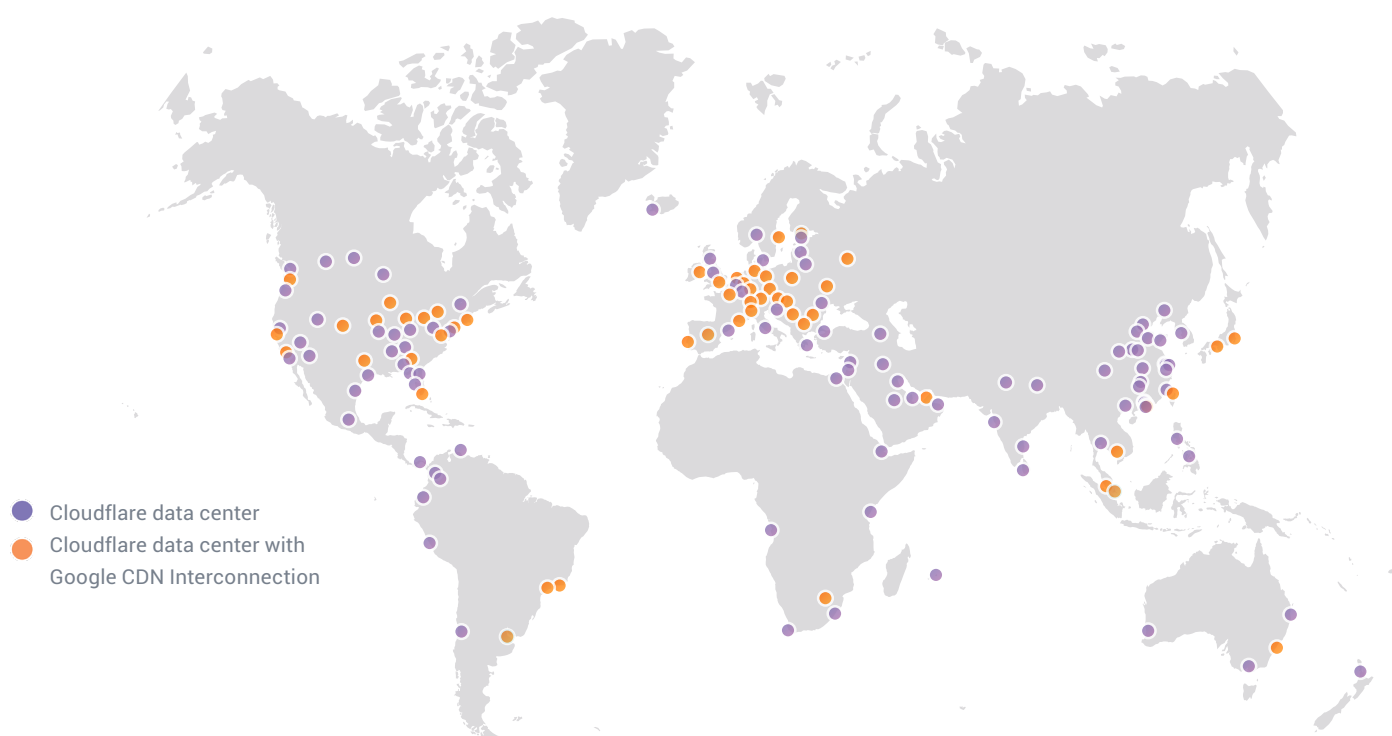 Cloudflare data center
Cloudflare data center with
Google CDN Interconnection